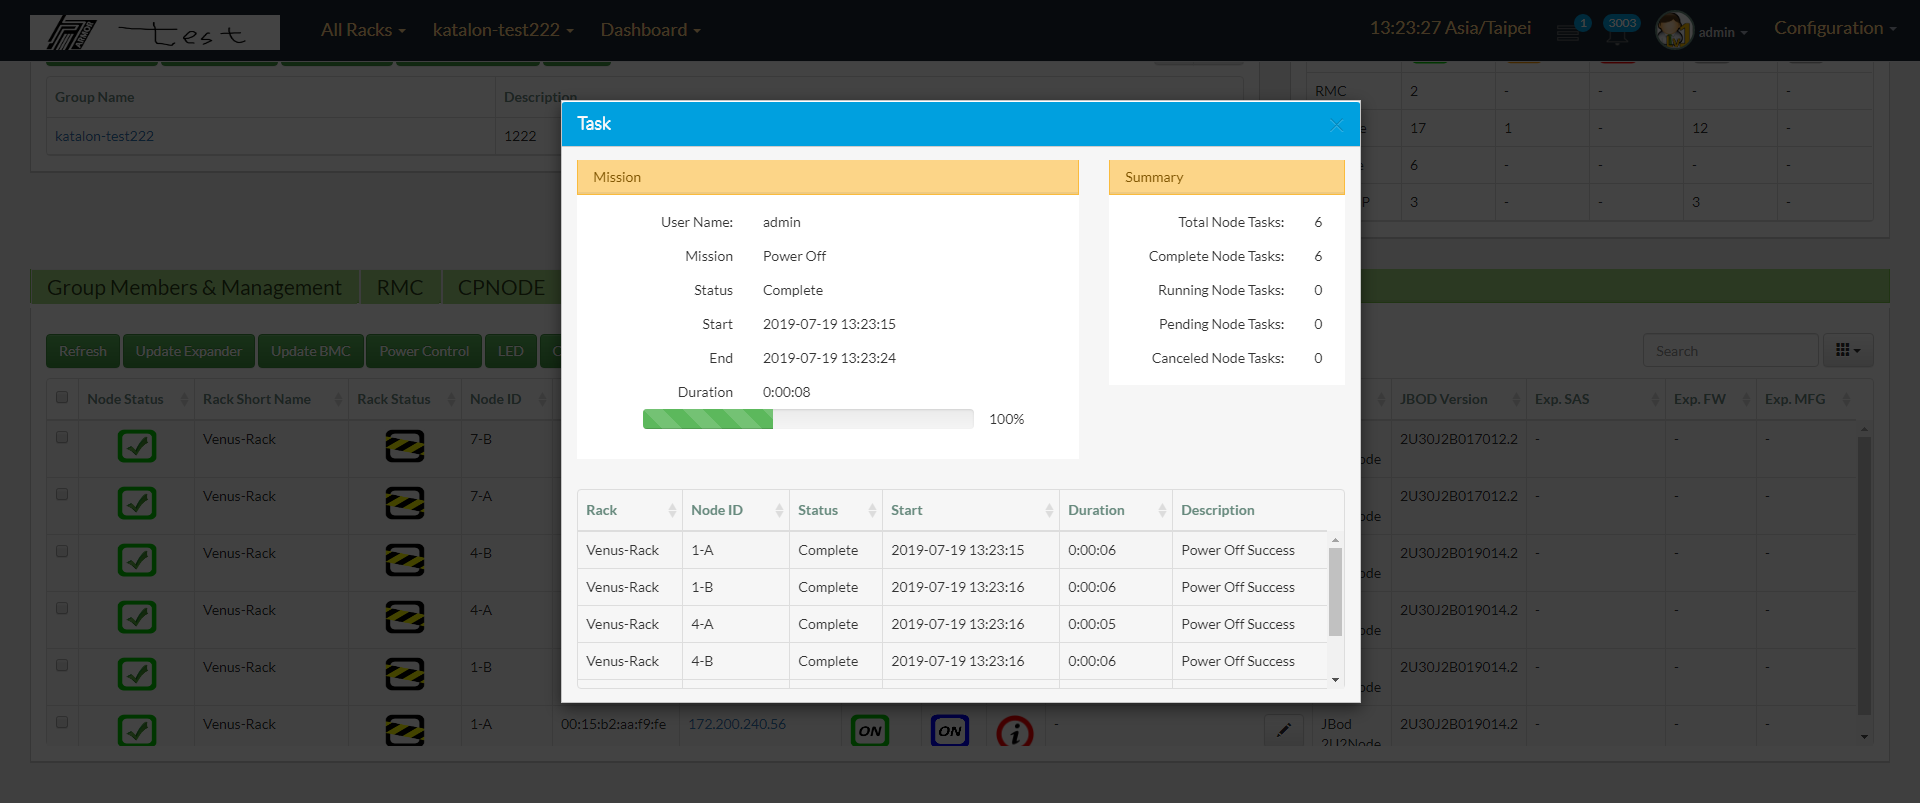 test
All Racks
katalon-test222
Dashboard
13:23:27 Asia/Taipei
1
3003
admin
Configuration
Group Name
Description
katalon-test222
1222
RMC 2 - - - -
17 1 - 12 -
6 - - - -
3 - - 3 -
Task
Mission
User Name: admin
Mission Power Off
Status Complete
Start 2019-07-19 13:23:15
End 2019-07-19 13:23:24
Duration 0:00:08
100%
Summary
Total Node Tasks: 6
Complete Node Tasks: 6
Running Node Tasks: 0
Pending Node Tasks: 0
Canceled Node Tasks: 0
Rack Node ID Status Start Duration Description
Venus-Rack 1-A Complete 2019-07-19 13:23:15 0:00:06 Power Off Success
Venus-Rack 1-B Complete 2019-07-19 13:23:16 0:00:06 Power Off Success
Venus-Rack 4-A Complete 2019-07-19 13:23:16 0:00:05 Power Off Success
Venus-Rack 4-B Complete 2019-07-19 13:23:16 0:00:06 Power Off Success
Group Members & Management RMC CPNODE
Refresh Update Expander Update BMC Power Control LED
Search
Node Status Rack Short Name Rack Status Node ID JBOD Version Exp. SAS Exp. FW Exp. MFG
Venus-Rack 7-B 2U30J2B017012.2 - - -
Venus-Rack 7-A 2U30J2B017012.2 - - -
Venus-Rack 4-B 2U30J2B019014.2 - - -
Venus-Rack 4-A 2U30J2B019014.2 - - -
Venus-Rack 1-B 2U30J2B019014.2 - - -
Venus-Rack 1-A 00:15:b2:aa:f9:fe 172.200.240.56 ON ON i - JBod 2U30J2B019014.2 - - -
2U2Node